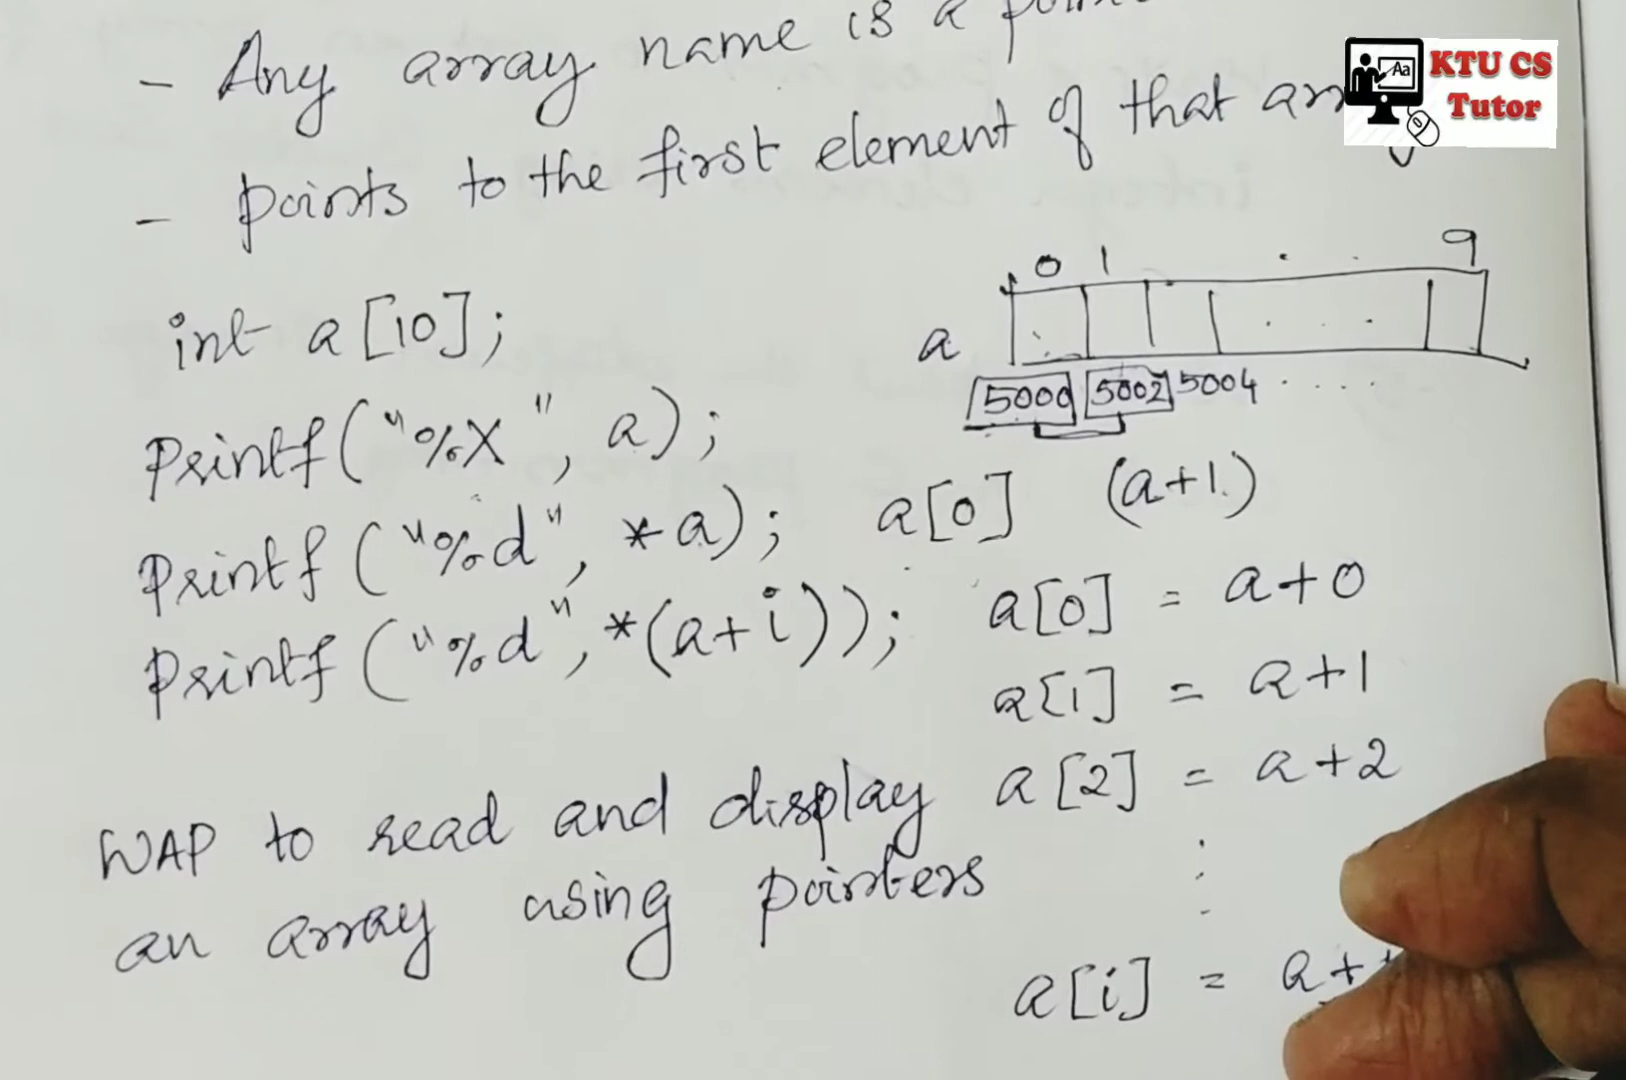 - Any array name is a
KTU CS
Tutor
Aa
- points to the first element of that
int a[10];
0 1 . . 9
a
5000 5002 5004 . . . .
printf("%X", a);
printf("%d", *a); a[0] (a+1)
printf("%d", *(a+i)); a[0] = a+0
a[1] = a+1
WAP to read and display a[2] = a+2
an array using pointers
a[i] = a+